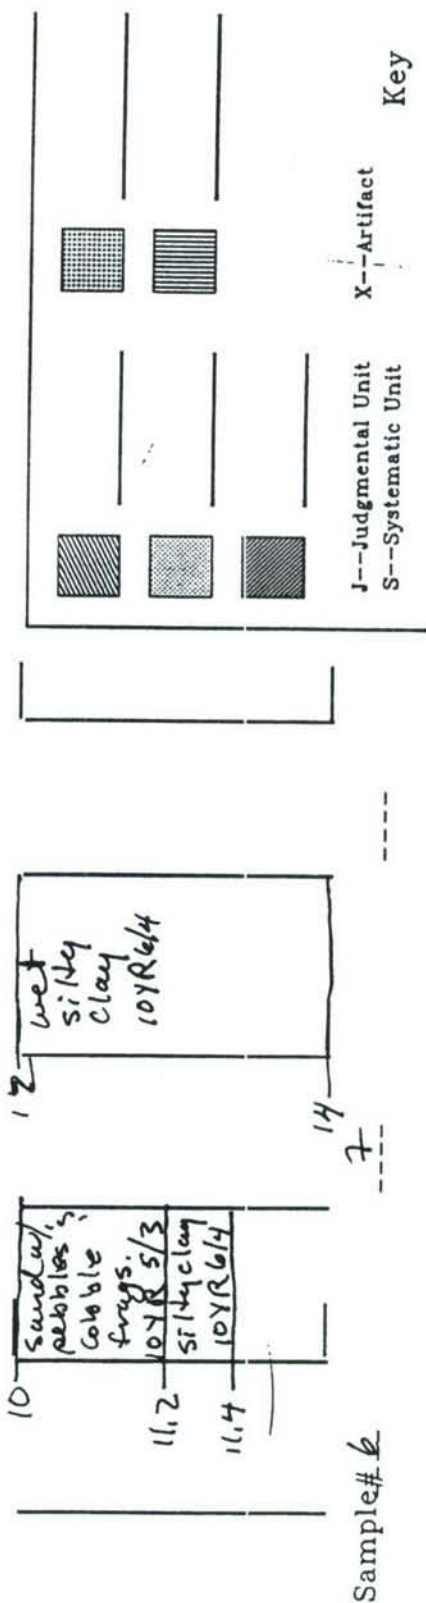 10
sand w/
pebbles,
cobble
frags.
10YR 5/3
11.2
silty clay
10YR 6/4
11.4
Sample# 6
12
wet
silty
clay
10YR 6/4
14
7
----
----
J---Judgmental Unit
S---Systematic Unit
X---Artifact
Key